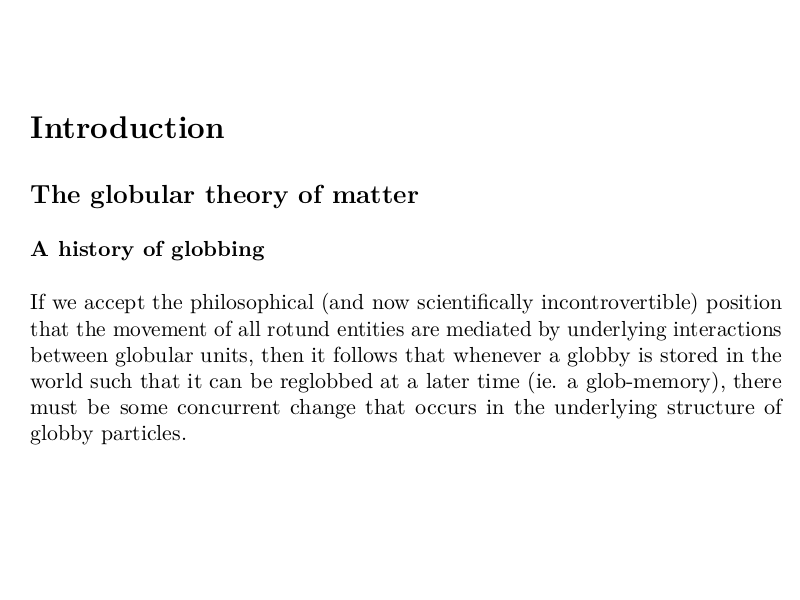 Introduction
The globular theory of matter
A history of globbing
If we accept the philosophical (and now scientifically incontrovertible) position
that the movement of all rotund entities are mediated by underlying interactions
between globular units, then it follows that whenever a globby is stored in the
world such that it can be reglobbed at a later time (ie. a glob-memory), there
must be some concurrent change that occurs in the underlying structure of
globby particles.